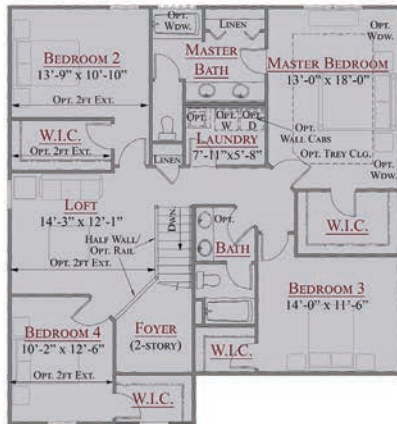 BEDROOM 2
13'-9" x 10'-10"
OPT. 2FT EXT.
OPT.
WDW.
LINEN
MASTER
BATH
OPT.
WDW.
MASTER BEDROOM
13'-0" x 18'-0"
W.I.C.
OPT. 2FT EXT.
OPT.
OPT.
W
OPT.
D
LAUNDRY
7'-11"x5'-8"
OPT.
WALL CABS
OPT. TREY CLG.
OPT.
WDW.
LINEN
LOFT
14'-3" x 12'-1"
HALF WALL/
OPT. RAIL
OPT. 2FT EXT.
DWN.
OPT.
BATH
W.I.C.
BEDROOM 3
14'-0" x 11'-6"
BEDROOM 4
10'-2" x 12'-6"
OPT. 2FT EXT.
FOYER
(2-STORY)
W.I.C.
W.I.C.